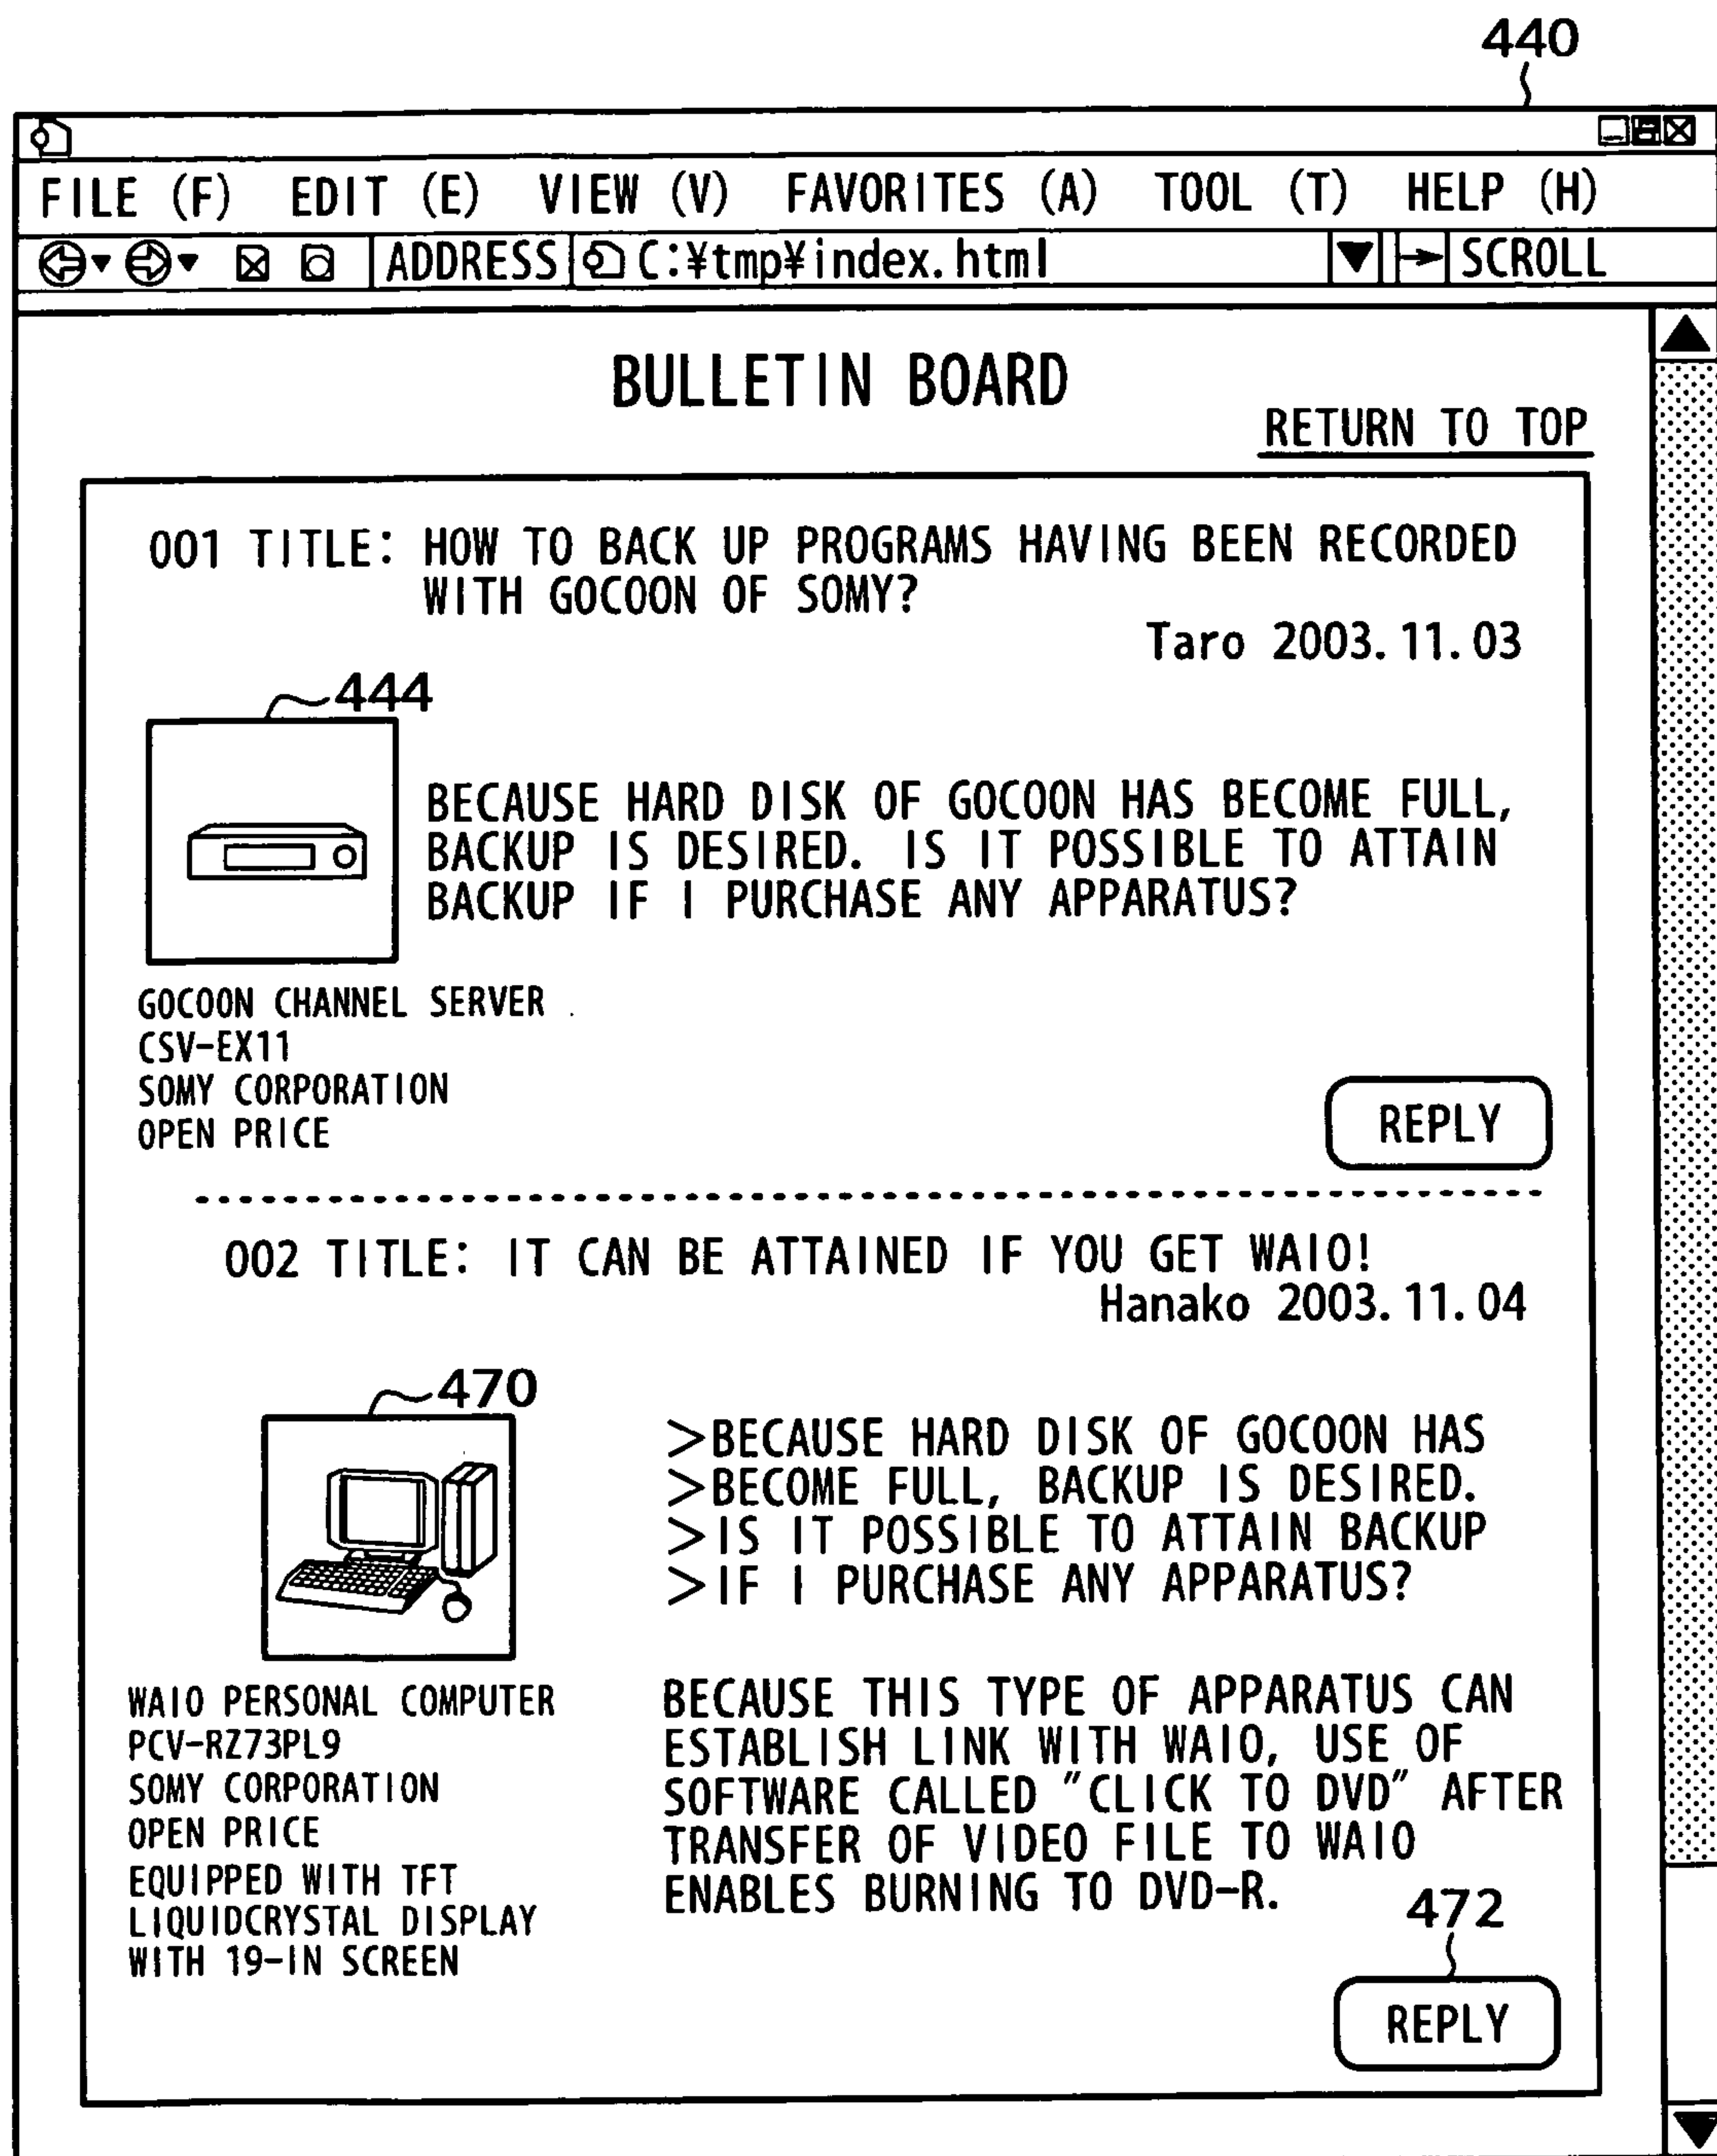 440
FILE (F) EDIT (E) VIEW (V) FAVORITES (A) TOOL (T) HELP (H)
ADDRESS C:¥tmp¥index.html SCROLL
BULLETIN BOARD
RETURN TO TOP
001 TITLE: HOW TO BACK UP PROGRAMS HAVING BEEN RECORDED
WITH GOCOON OF SOMY?
Taro 2003.11.03
444
BECAUSE HARD DISK OF GOCOON HAS BECOME FULL,
BACKUP IS DESIRED. IS IT POSSIBLE TO ATTAIN
BACKUP IF I PURCHASE ANY APPARATUS?
GOCOON CHANNEL SERVER
CSV-EX11
SOMY CORPORATION
OPEN PRICE
REPLY
002 TITLE: IT CAN BE ATTAINED IF YOU GET WAIO!
Hanako 2003.11.04
470
>BECAUSE HARD DISK OF GOCOON HAS
>BECOME FULL, BACKUP IS DESIRED.
>IS IT POSSIBLE TO ATTAIN BACKUP
>IF I PURCHASE ANY APPARATUS?
WAIO PERSONAL COMPUTER
PCV-RZ73PL9
SOMY CORPORATION
OPEN PRICE
EQUIPPED WITH TFT
LIQUIDCRYSTAL DISPLAY
WITH 19-IN SCREEN
BECAUSE THIS TYPE OF APPARATUS CAN
ESTABLISH LINK WITH WAIO, USE OF
SOFTWARE CALLED "CLICK TO DVD" AFTER
TRANSFER OF VIDEO FILE TO WAIO
ENABLES BURNING TO DVD-R.
472
REPLY